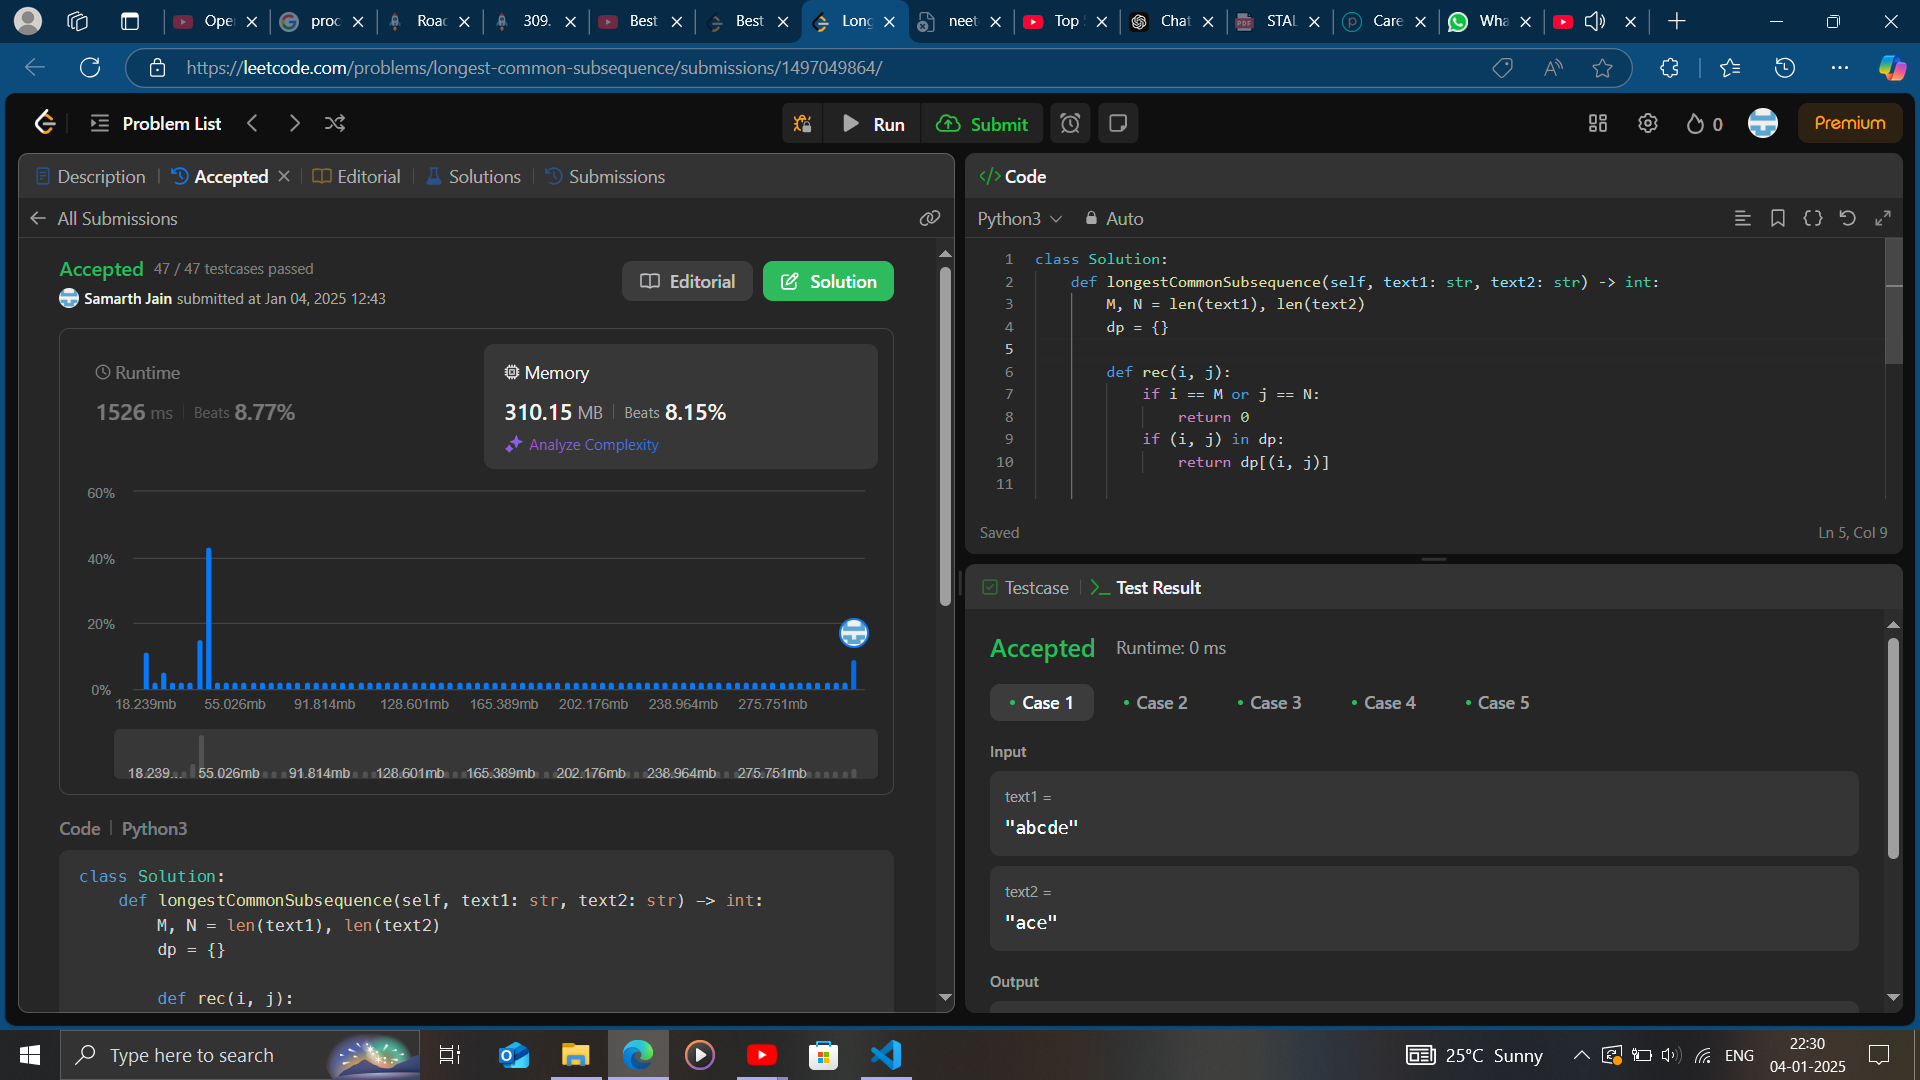 Oper
proc
Roac
309.
Best
Best
Long
neet
Top
Chat
STAL
Care
Wha
https://leetcode.com/problems/longest-common-subsequence/submissions/1497049864/
Problem List
Run
Submit
0
Premium
Description
Accepted
Editorial
Solutions
Submissions
All Submissions
Accepted 47 / 47 testcases passed
Samarth Jain submitted at Jan 04, 2025 12:43
Editorial
Solution
Runtime
1526 ms Beats 8.77%
Memory
310.15 MB Beats 8.15%
Analyze Complexity
60%
40%
20%
0%
18.239mb 55.026mb 91.814mb 128.601mb 165.389mb 202.176mb 238.964mb 275.751mb
18.239... 55.026mb 91.814mb 128.601mb 165.389mb 202.176mb 238.964mb 275.751mb
Code Python3
class Solution:
def longestCommonSubsequence(self, text1: str, text2: str) -> int:
M, N = len(text1), len(text2)
dp = {}
def rec(i, j):
</> Code
Python3 Auto
1 class Solution:
2 def longestCommonSubsequence(self, text1: str, text2: str) -> int:
3 M, N = len(text1), len(text2)
4 dp = {}
5
6 def rec(i, j):
7 if i == M or j == N:
8 return 0
9 if (i, j) in dp:
10 return dp[(i, j)]
11
Saved
Ln 5, Col 9
Testcase
Test Result
Accepted Runtime: 0 ms
Case 1 Case 2 Case 3 Case 4 Case 5
Input
text1 =
"abcde"
text2 =
"ace"
Output
Type here to search
25°C Sunny
ENG
22:30
04-01-2025